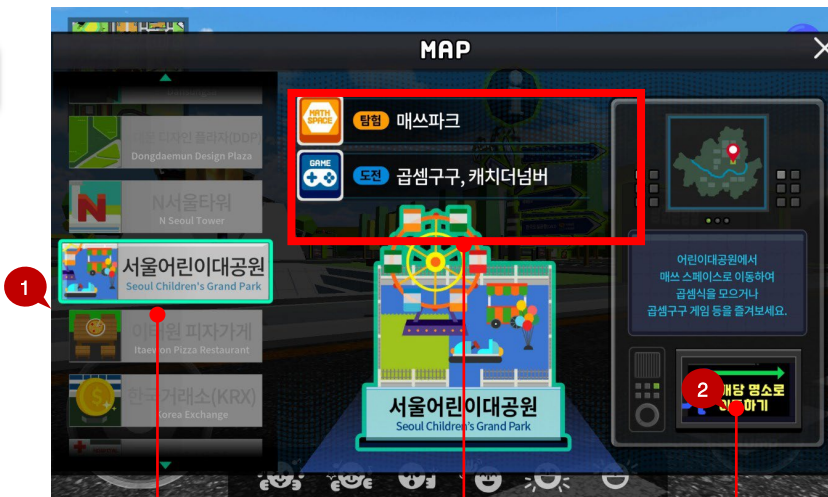 MAP
디자인 플라자(DDP)
Dongdaemun Design Plaza
N서울타워
N Seoul Tower
서울어린이대공원
Seoul Children's Grand Park
이태원 피자가게
Itaewon Pizza Restaurant
한국거래소(KRX)
Korea Exchange
1
MATH SPACE
탐험 매쓰파크
GAME
도전 곱셈구구, 캐치더넘버
서울어린이대공원
Seoul Children's Grand Park
어린이대공원에서
매쓰 스페이스로 이동하여
곱셈식을 모으거나
곱셈구구 게임 등을 즐겨보세요.
2
해당 명소로
이동하기